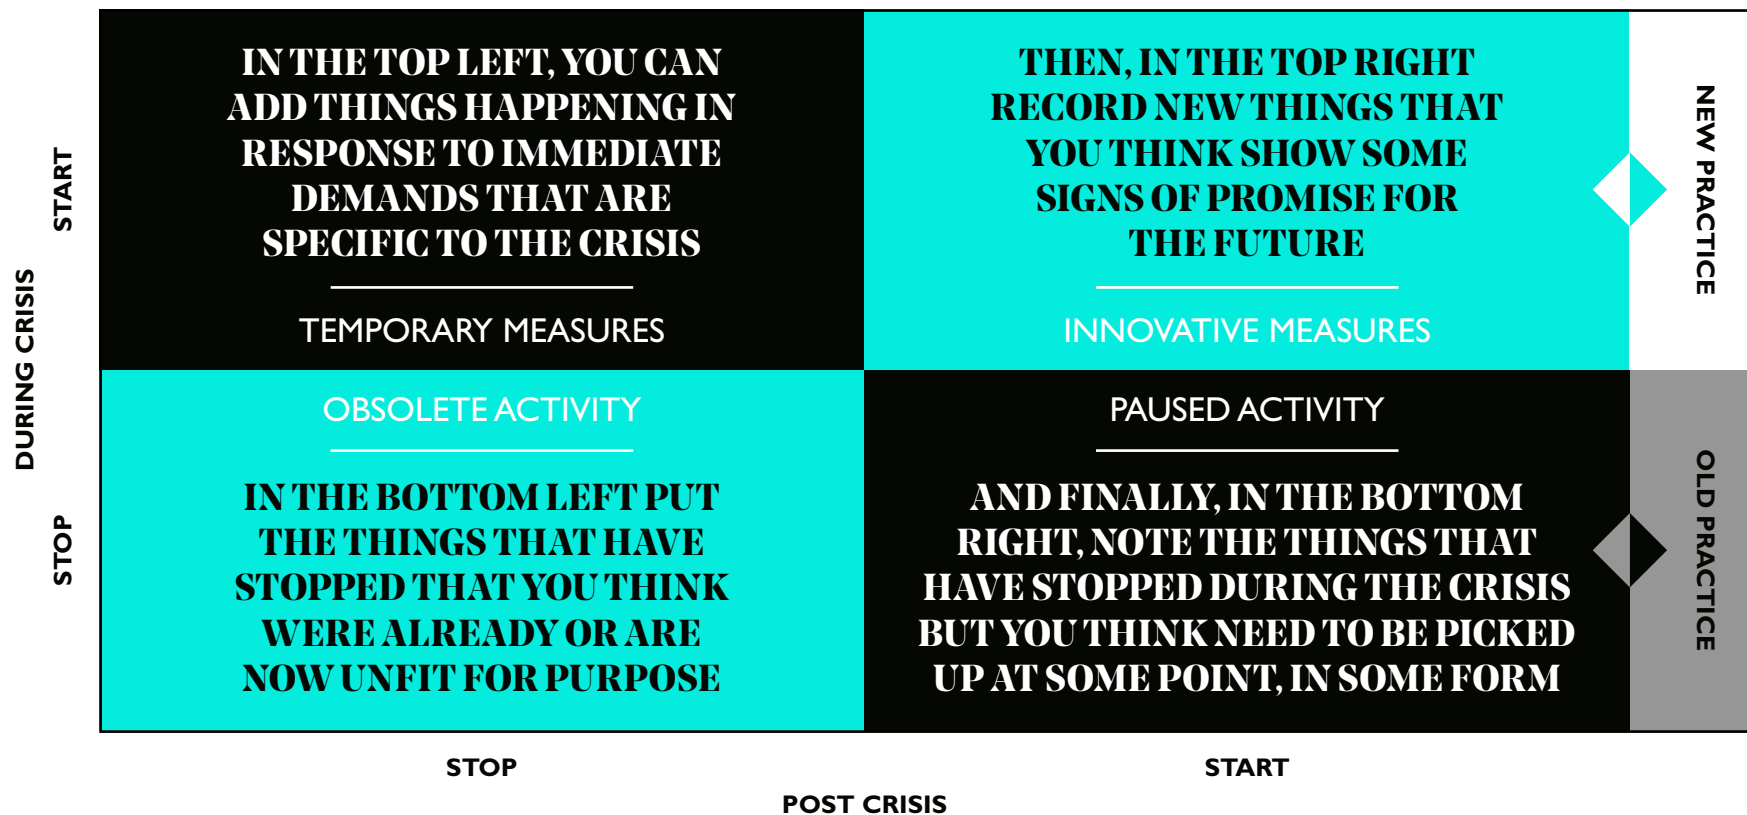 IN THE TOP LEFT, YOU CAN
ADD THINGS HAPPENING IN
RESPONSE TO IMMEDIATE
DEMANDS THAT ARE
SPECIFIC TO THE CRISIS
TEMPORARY MEASURES
THEN, IN THE TOP RIGHT
RECORD NEW THINGS THAT
YOU THINK SHOW SOME
SIGNS OF PROMISE FOR
THE FUTURE
INNOVATIVE MEASURES
NEW PRACTICE
START
DURING CRISIS
STOP
OBSOLETE ACTIVITY
IN THE BOTTOM LEFT PUT
THE THINGS THAT HAVE
STOPPED THAT YOU THINK
WERE ALREADY OR ARE
NOW UNFIT FOR PURPOSE
PAUSED ACTIVITY
AND FINALLY, IN THE BOTTOM
RIGHT, NOTE THE THINGS THAT
HAVE STOPPED DURING THE CRISIS
BUT YOU THINK NEED TO BE PICKED
UP AT SOME POINT, IN SOME FORM
OLD PRACTICE
STOP
START
POST CRISIS